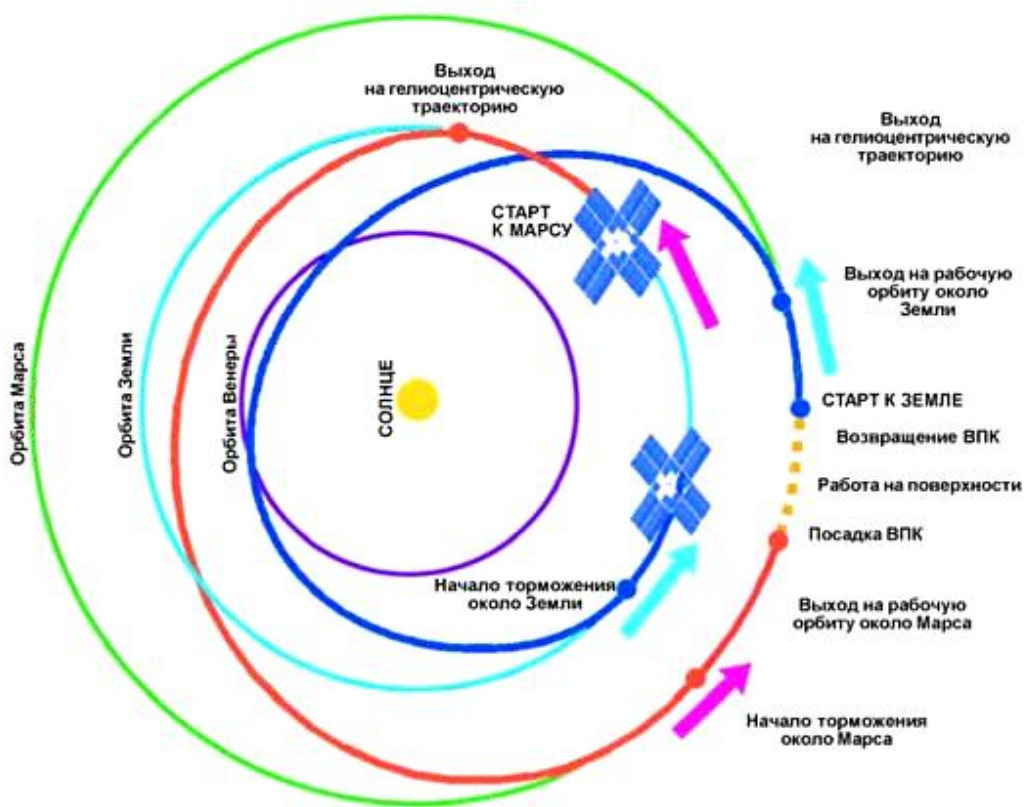 Выход
на гелиоцентрическую
траекторию
Выход
на гелиоцентрическую
траекторию
СТАРТ
К МАРСУ
Выход на рабочую
орбиту около
Земли
Орбита Марса
Орбита Земли
Орбита Венеры
СОЛНЦЕ
СТАРТ К ЗЕМЛЕ
Возвращение ВПК
Работа на поверхности
Посадка ВПК
Начало торможения
около Земли
Выход на рабочую
орбиту около Марса
Начало торможения
около Марса